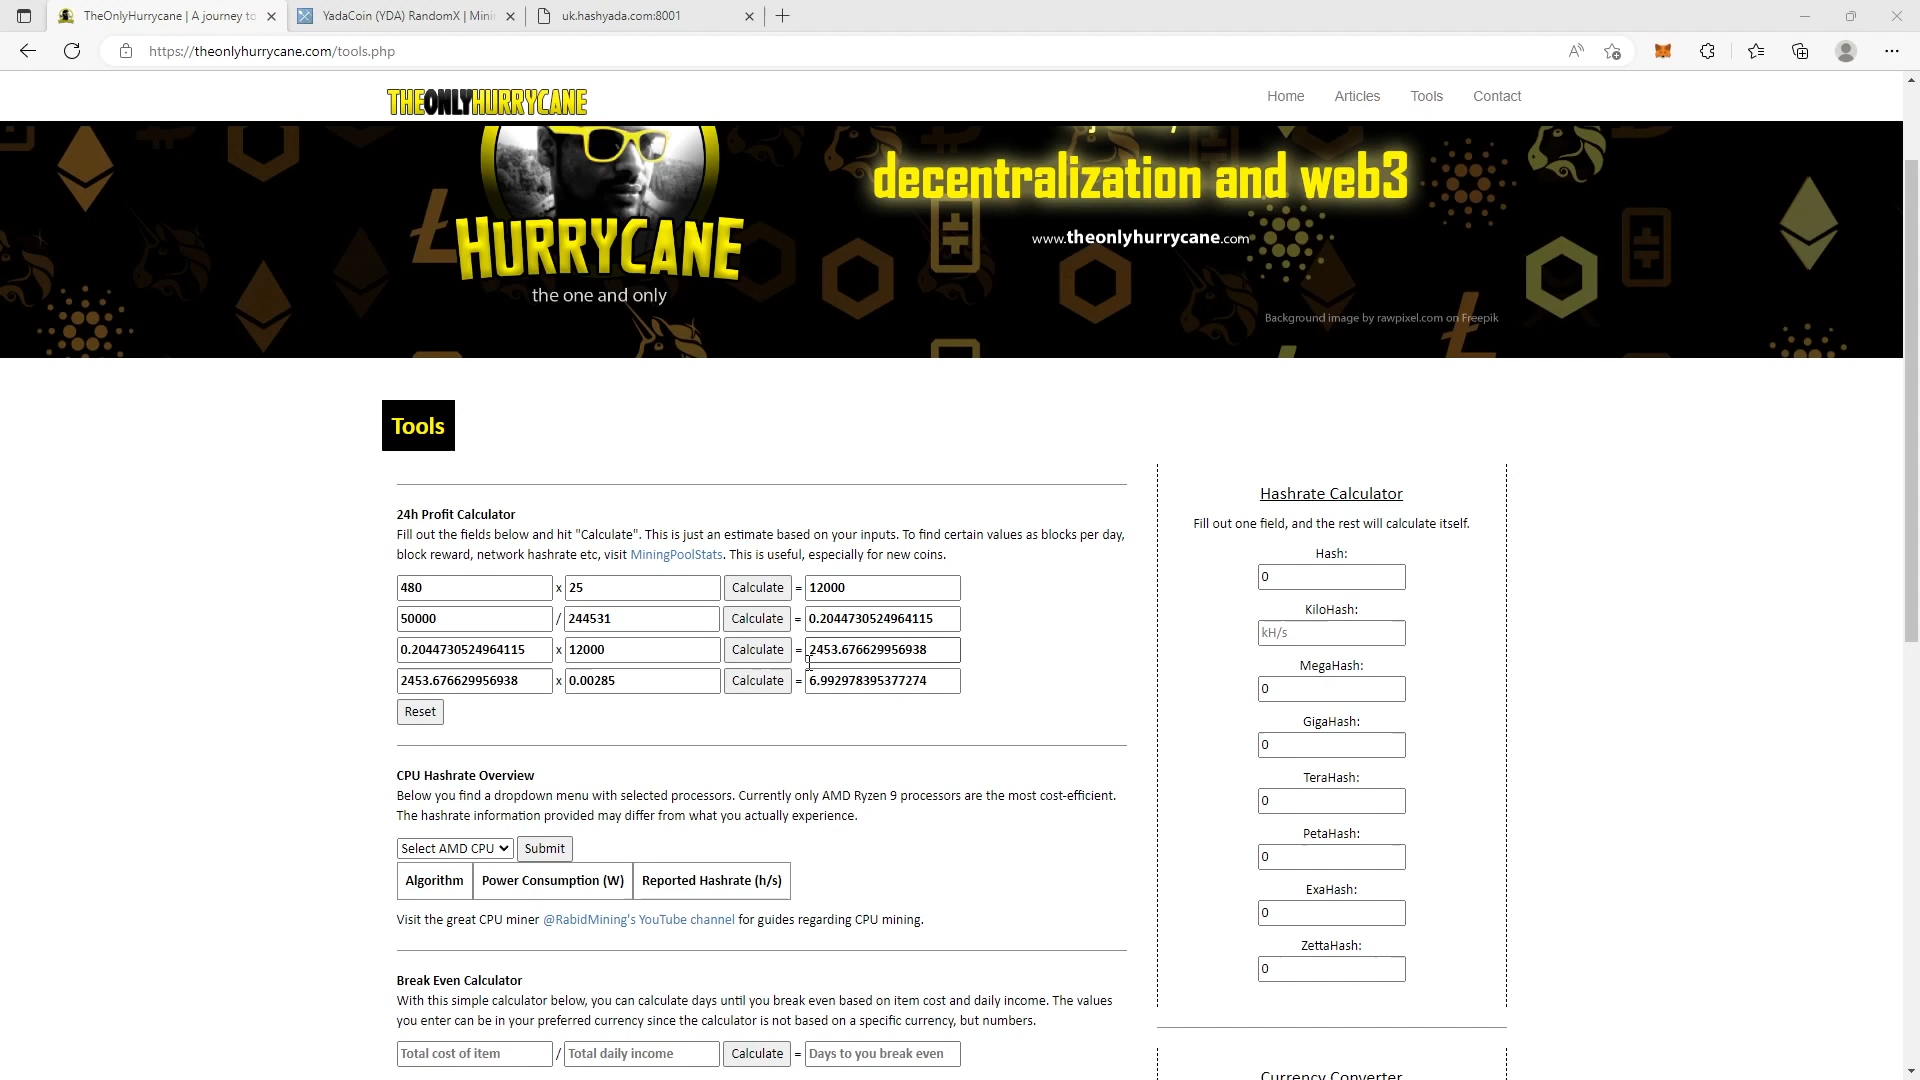 TheOnlyHurrycane | A journey to
YadaCoin (YDA) RandomX | Mini
uk.hashyada.com:8001
https://theonlyhurrycane.com/tools.php
THEONLYHURRYCANE
Home
Articles
Tools
Contact
decentralization and web3
HURRYCANE
www.theonlyhurrycane.com
the one and only
Background image by rawpixel.com on Freepik
Tools
24h Profit Calculator
Fill out the fields below and hit "Calculate". This is just an estimate based on your inputs. To find certain values as blocks per day,
block reward, network hashrate etc, visit MiningPoolStats. This is useful, especially for new coins.
480 x 25 Calculate = 12000
50000 / 244531 Calculate = 0.2044730524964115
0.2044730524964115 x 12000 Calculate = 2453.676629956938
2453.676629956938 x 0.00285 Calculate = 6.992978395377274
Reset
CPU Hashrate Overview
Below you find a dropdown menu with selected processors. Currently only AMD Ryzen 9 processors are the most cost-efficient.
The hashrate information provided may differ from what you actually experience.
Select AMD CPU Submit
Algorithm Power Consumption (W) Reported Hashrate (h/s)
Visit the great CPU miner @RabidMining's YouTube channel for guides regarding CPU mining.
Break Even Calculator
With this simple calculator below, you can calculate days until you break even based on item cost and daily income. The values
you enter can be in your preferred currency since the calculator is not based on a specific currency, but numbers.
Total cost of item / Total daily income Calculate = Days to you break even
Hashrate Calculator
Fill out one field, and the rest will calculate itself.
Hash:
0
KiloHash:
kH/s
MegaHash:
0
GigaHash:
0
TeraHash:
0
PetaHash:
0
ExaHash:
0
ZettaHash:
0
Currency Converter